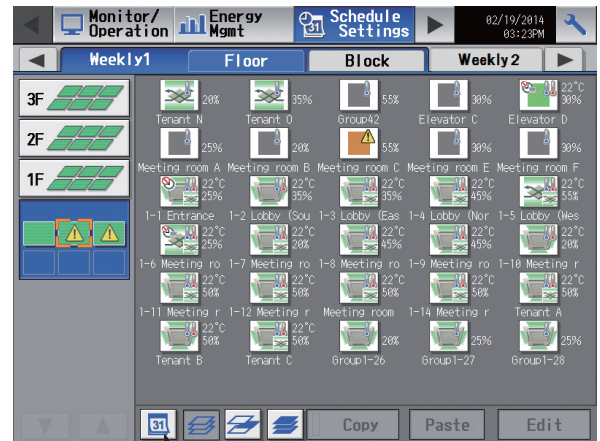 Monitor/ Operation
Energy Mgmt
31 Schedule Settings
02/19/2014 03:23PM
Weekly1 Floor Block Weekly2
3F
2F
1F
20% 35% 55% 30% 22°C 30%
Tenant N Tenant O Group42 Elevator C Elevator D
25% 20% 55% 30% 30%
Meeting room A Meeting room B Meeting room C Meeting room E Meeting room F
22°C 25% 22°C 35% 22°C 35% 22°C 45% 22°C 55%
1-1 Entrance 1-2 Lobby (Sou 1-3 Lobby (Eas 1-4 Lobby (Nor 1-5 Lobby (Wes
22°C 25% 22°C 20% 22°C 45% 22°C 22°C 20%
1-6 Meeting ro 1-7 Meeting ro 1-8 Meeting ro 1-9 Meeting ro 1-10 Meeting r
22°C 50% 22°C 50% 22°C 50% 22°C 50% 22°C 50%
1-11 Meeting r 1-12 Meeting r Meeting room 1-14 Meeting r Tenant A
22°C 50% 22°C 50% 20% 25% 25%
Tenant B Tenant C Group1-26 Group1-27 Group1-28
31 Copy Paste Edit